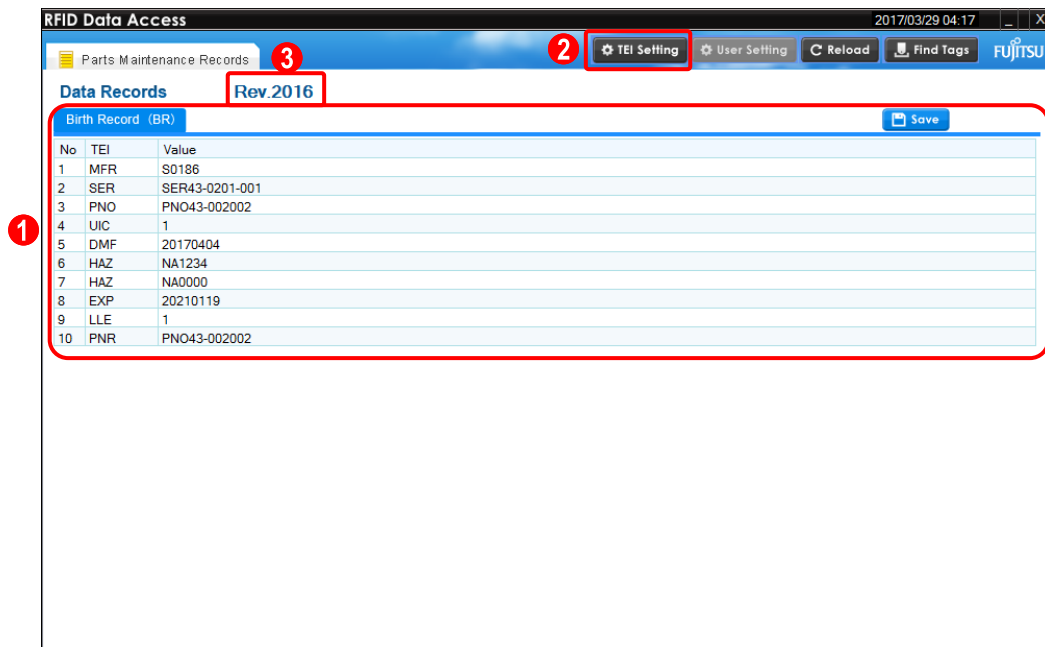 RFID Data Access 2017/03/29 04:17 _ X
Parts Maintenance Records 3 2 TEI Setting User Setting Reload Find Tags FUJITSU
Data Records Rev.2016
Birth Record (BR) Save
No TEI Value
1 MFR S0186
2 SER SER43-0201-001
3 PNO PNO43-002002
1
4 UIC 1
5 DMF 20170404
6 HAZ NA1234
7 HAZ NA0000
8 EXP 20210119
9 LLE 1
10 PNR PNO43-002002